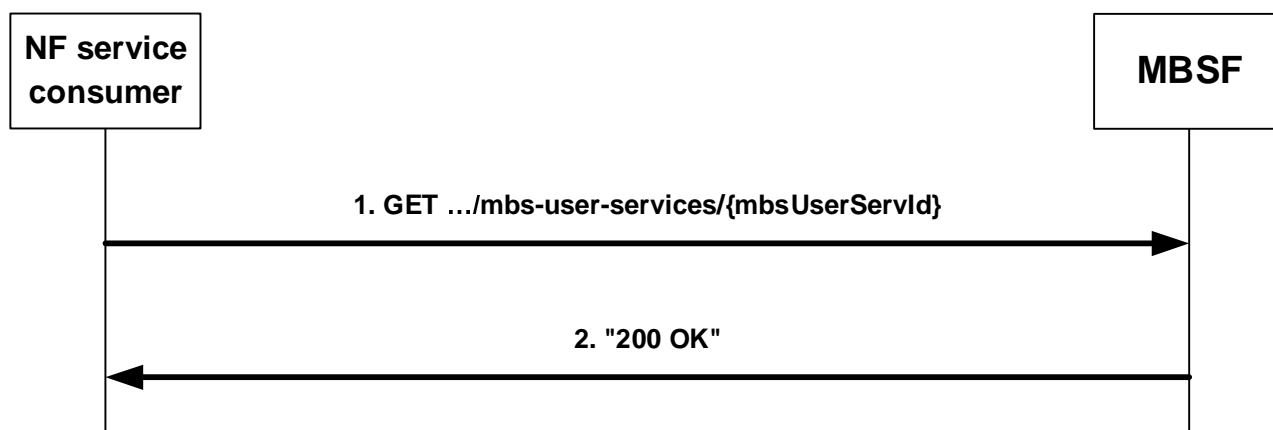 NF service
consumer
MBSF
1. GET …/mbs-user-services/{mbsUserServId}
2. "200 OK"